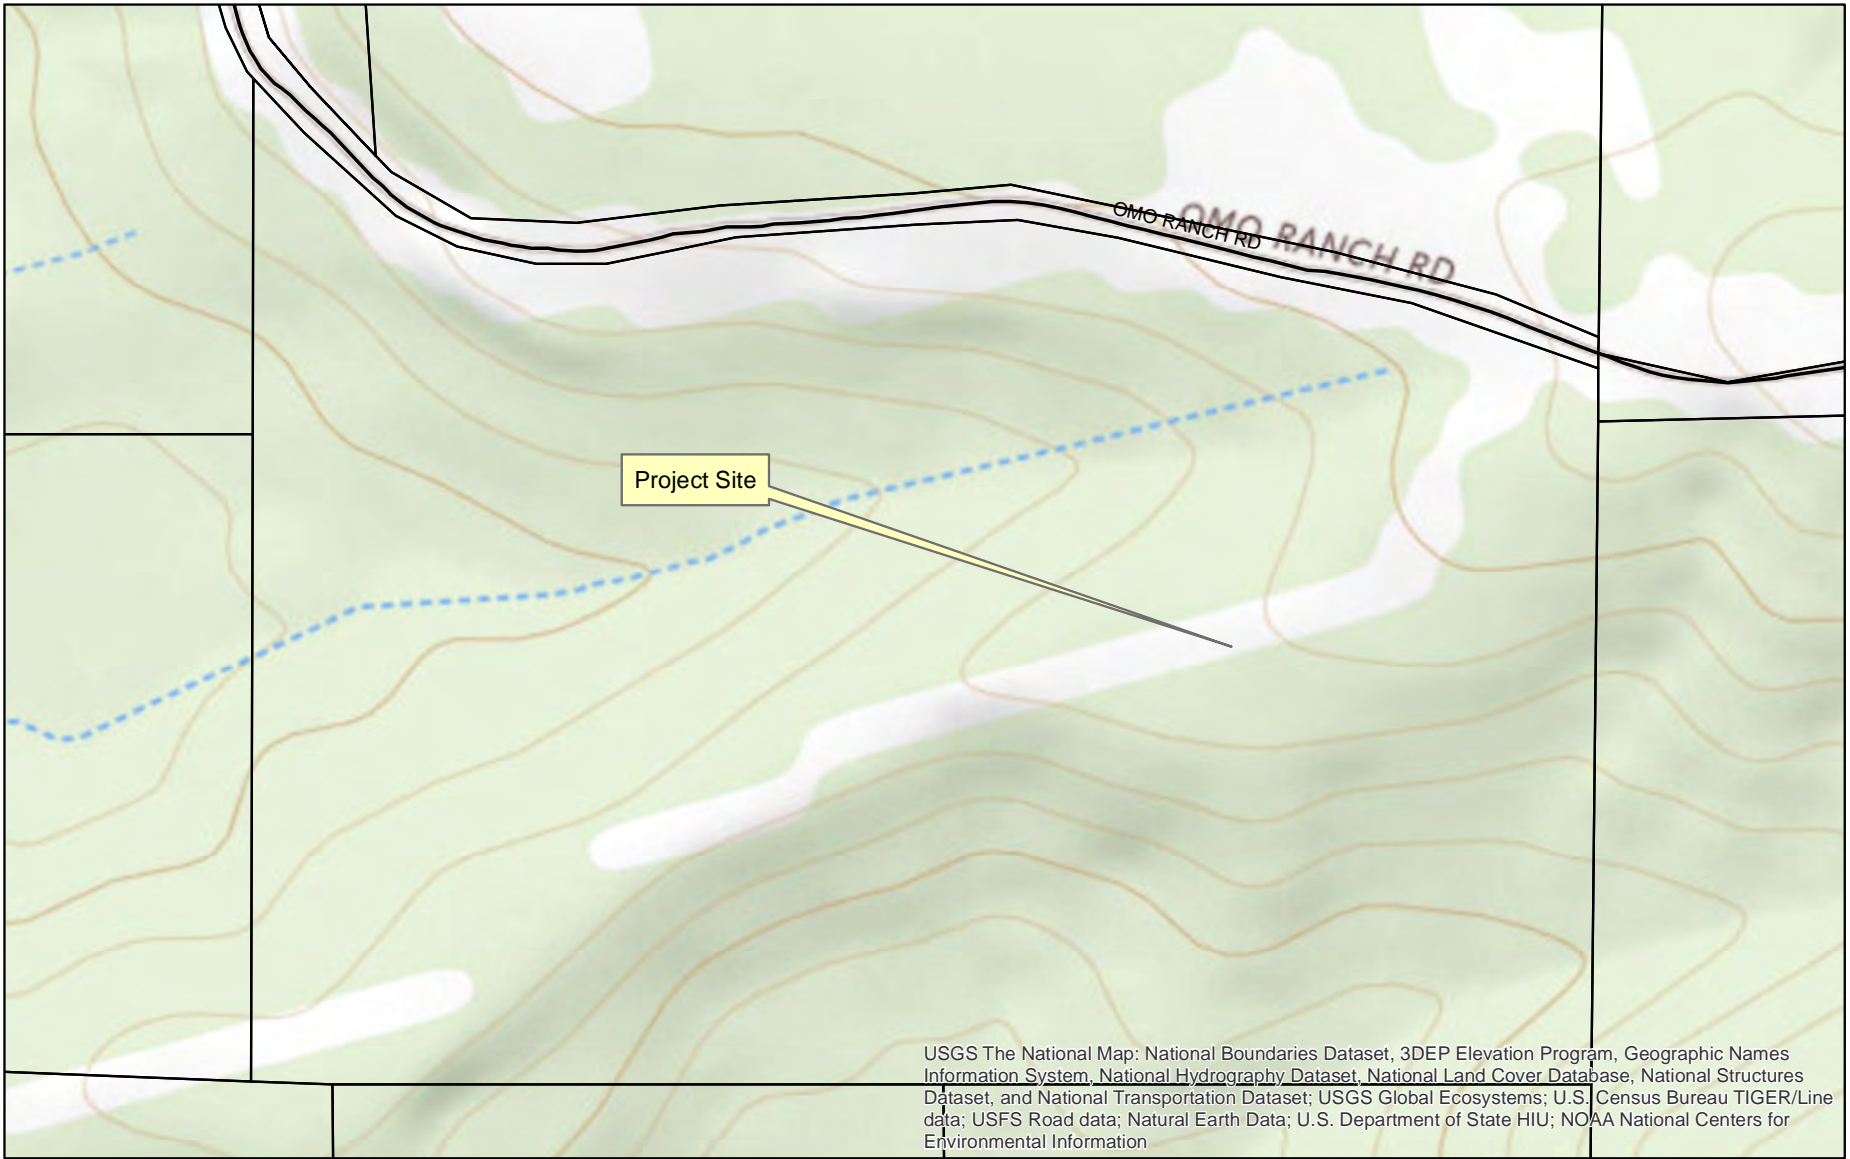 OMO RANCH RD
OMO RANCH RD
Project Site
USGS The National Map: National Boundaries Dataset, 3DEP Elevation Program, Geographic Names
Information System, National Hydrography Dataset, National Land Cover Database, National Structures
Dataset, and National Transportation Dataset; USGS Global Ecosystems; U.S. Census Bureau TIGER/Line
data; USFS Road data; Natural Earth Data; U.S. Department of State HIU; NOAA National Centers for
Environmental Information